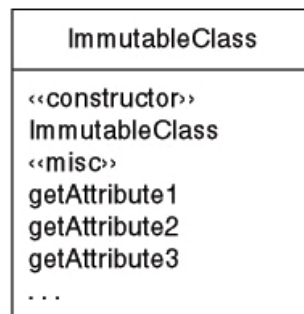 ImmutableClass
‹‹constructor››
ImmutableClass
‹‹misc››
getAttribute1
getAttribute2
getAttribute3
. . .